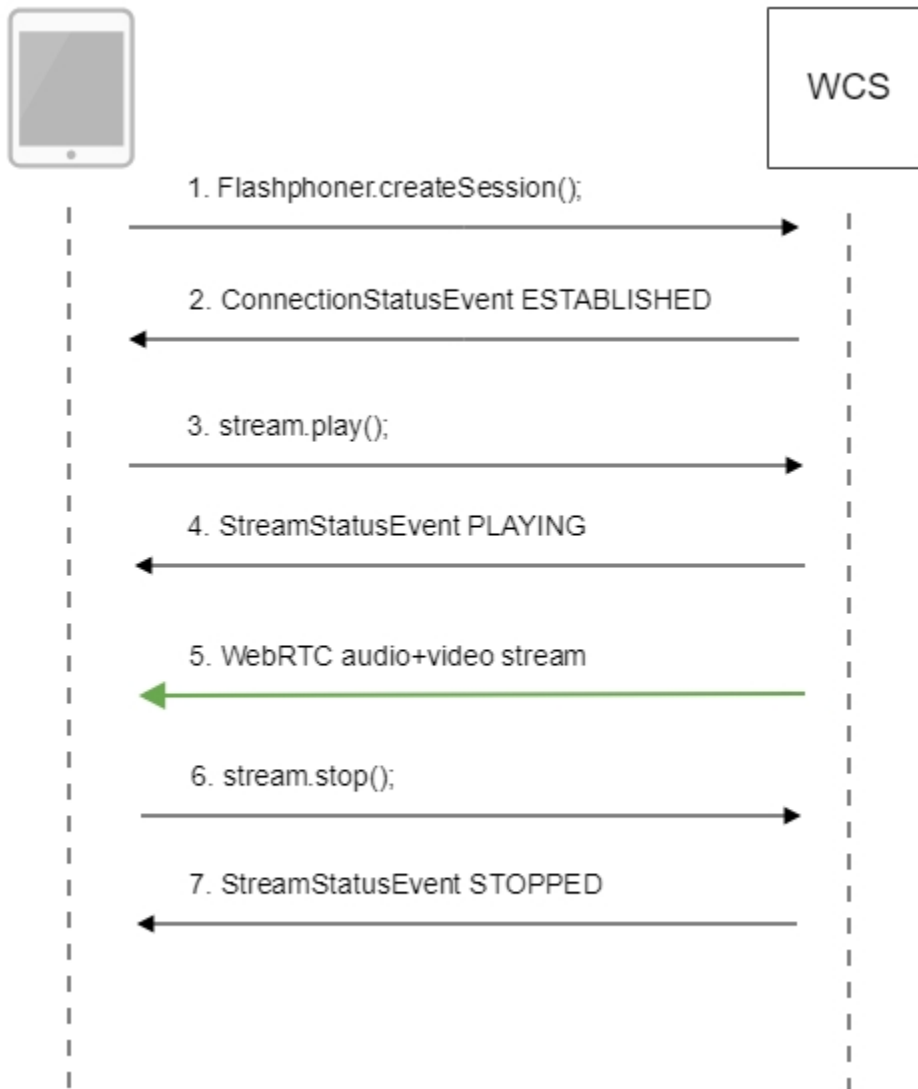 WCS
1. Flashphoner.createSession();
2. ConnectionStatusEvent ESTABLISHED
3. stream.play();
4. StreamStatusEvent PLAYING
5. WebRTC audio+video stream
6. stream.stop();
7. StreamStatusEvent STOPPED